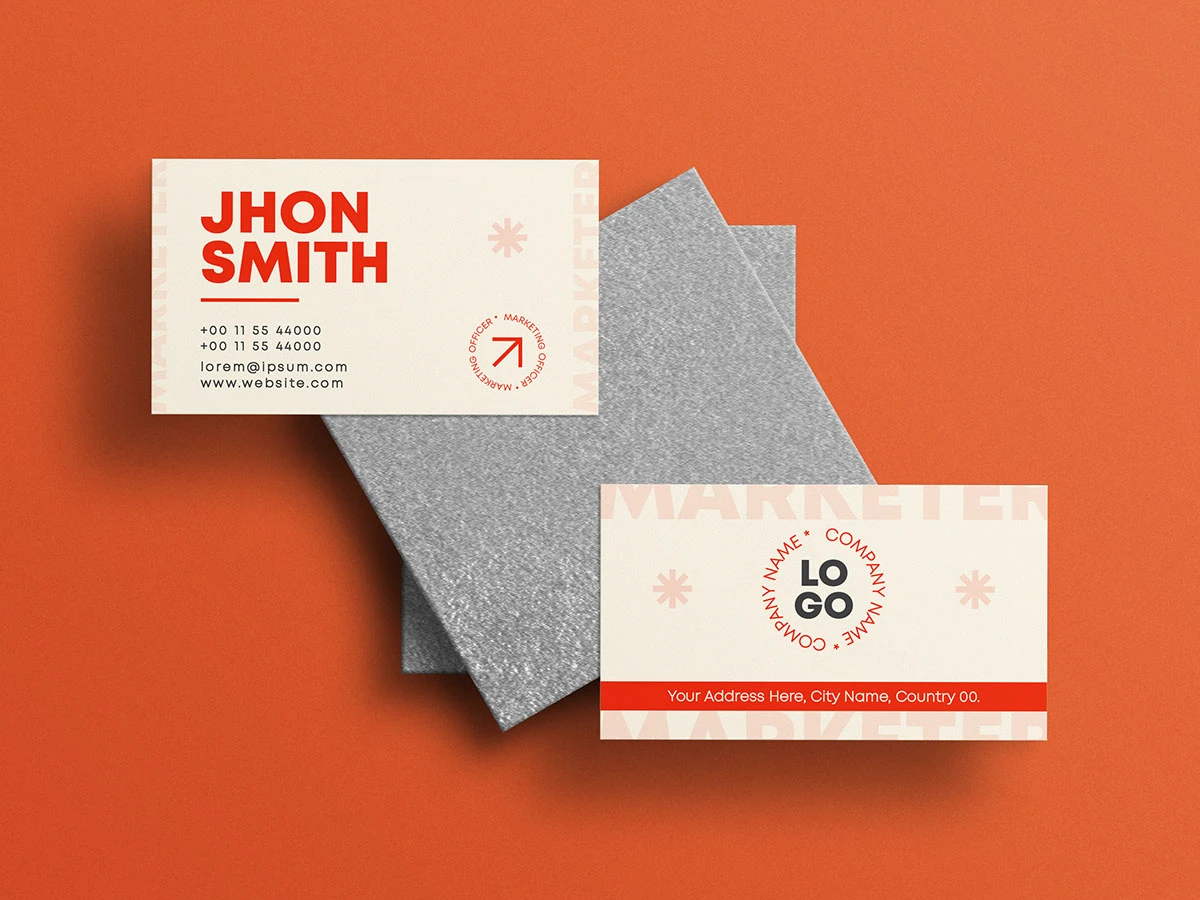 JHON
SMITH
+00 11 55 44000
+00 11 55 44000
lorem@ipsum.com
www.website.com
MARKETING OFFICER • MARKETING OFFICER •
MARKETER
MARKETER
MARKETER
COMPANY NAME * COMPANY NAME *
LO
GO
Your Address Here, City Name, Country 00.
MARKETER